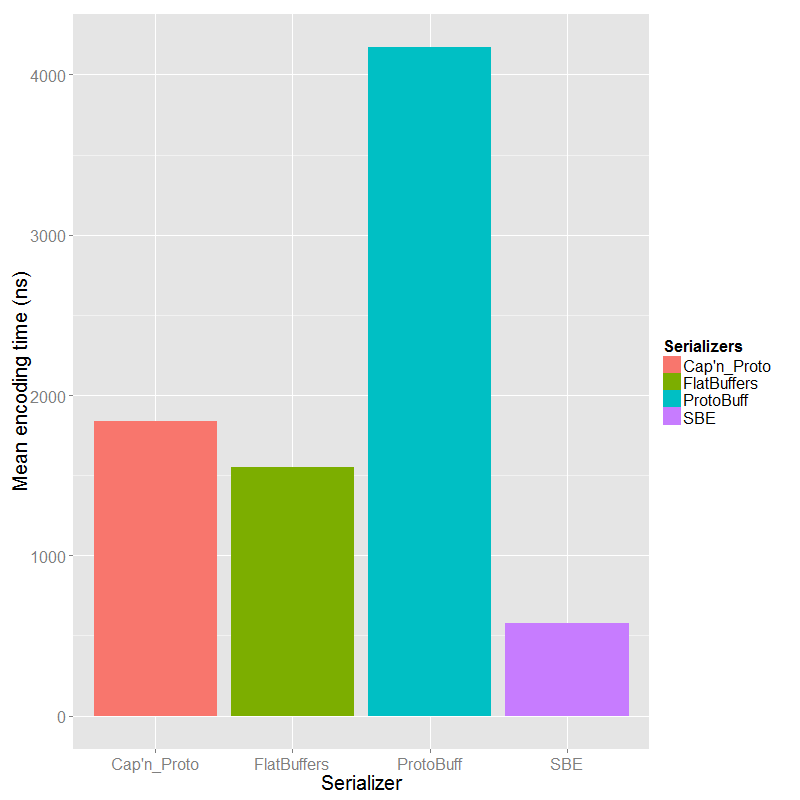 Mean encoding time (ns)
4000
3000
2000
1000
0
Cap'n_Proto
FlatBuffers
ProtoBuff
SBE
Serializer
Serializers
Cap'n_Proto
FlatBuffers
ProtoBuff
SBE